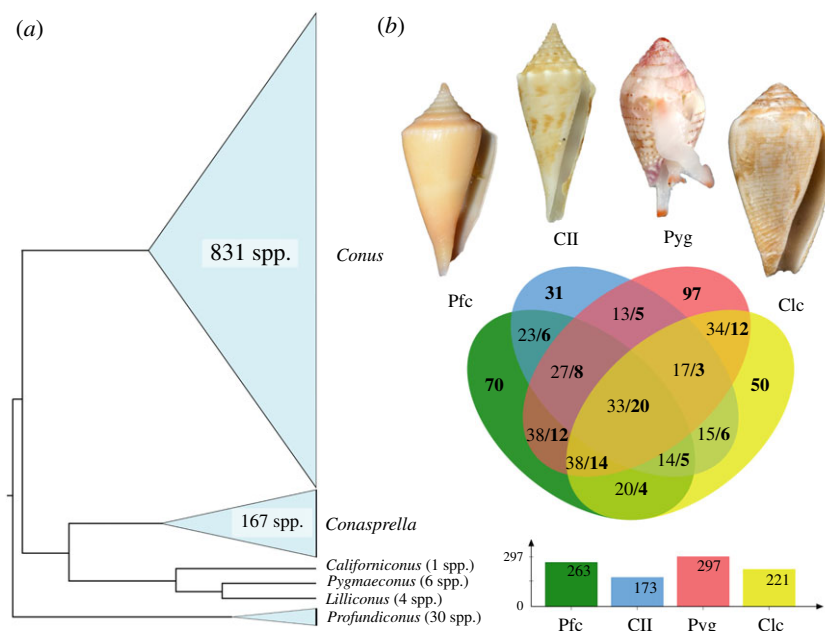 (a)
831 spp.
Conus
167 spp.
Conasprella
Californiconus (1 spp.)
Pygmaeconus (6 spp.)
Lilliconus (4 spp.)
Profundiconus (30 spp.)
(b)
CII
Pyg
Pfc
Clc
31
97
13/5
34/12
23/6
27/8
17/3
70
50
33/20
38/12
15/6
38/14
14/5
20/4
297
0
263
173
297
221
Pfc
CII
Pyg
Clc